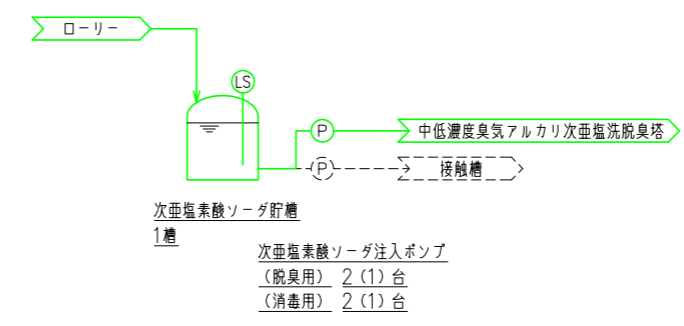 ローリー
LS
P
中低濃度臭気アルカリ次亜塩洗脱臭塔
P
接触槽
次亜塩素酸ソーダ貯槽
1槽
次亜塩素酸ソーダ注入ポンプ
（脱臭用） 2（1）台
（消毒用） 2（1）台